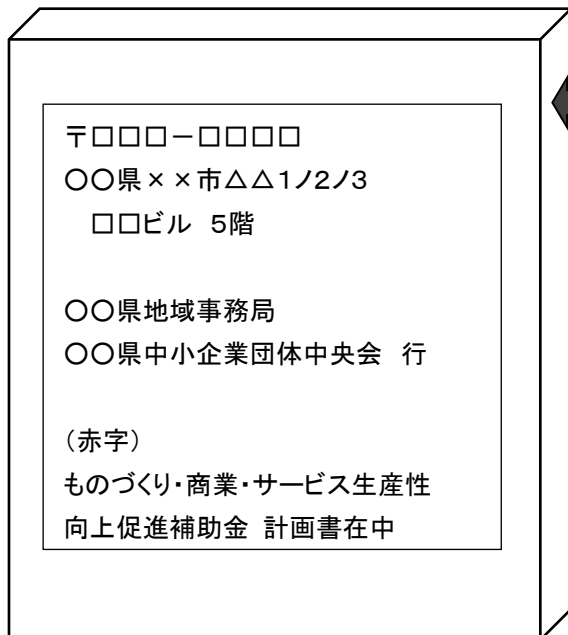 〒□□□－□□□□
○○県××市△△1ノ2ノ3
□□ビル 5階
○○県地域事務局
○○県中小企業団体中央会 行
（赤字）
ものづくり・商業・サービス生産性
向上促進補助金 計画書在中